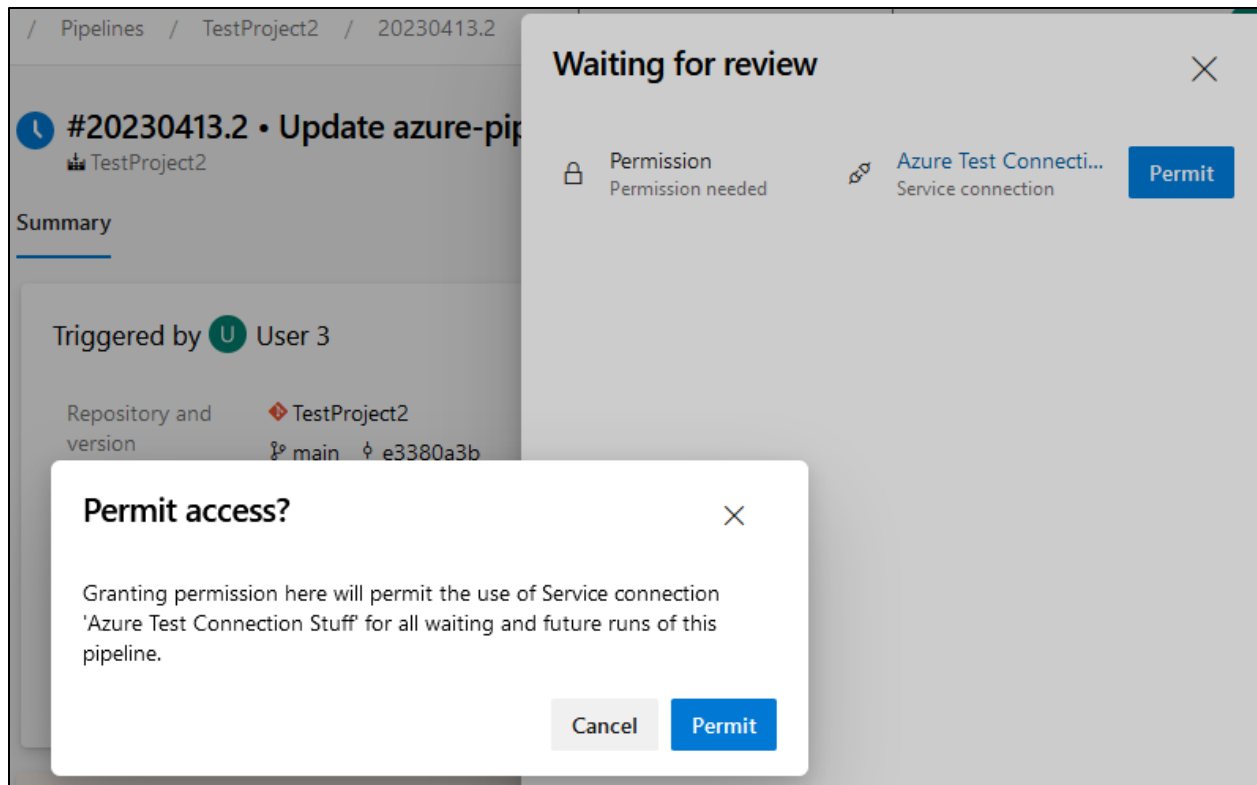 / Pipelines / TestProject2 / 20230413.2
#20230413.2 • Update azure-pip
TestProject2
Summary
Triggered by U User 3
Repository and version
TestProject2
main e3380a3b
Waiting for review
Permission
Permission needed
Azure Test Connecti...
Service connection
Permit
Permit access?
Granting permission here will permit the use of Service connection
'Azure Test Connection Stuff' for all waiting and future runs of this
pipeline.
Cancel Permit